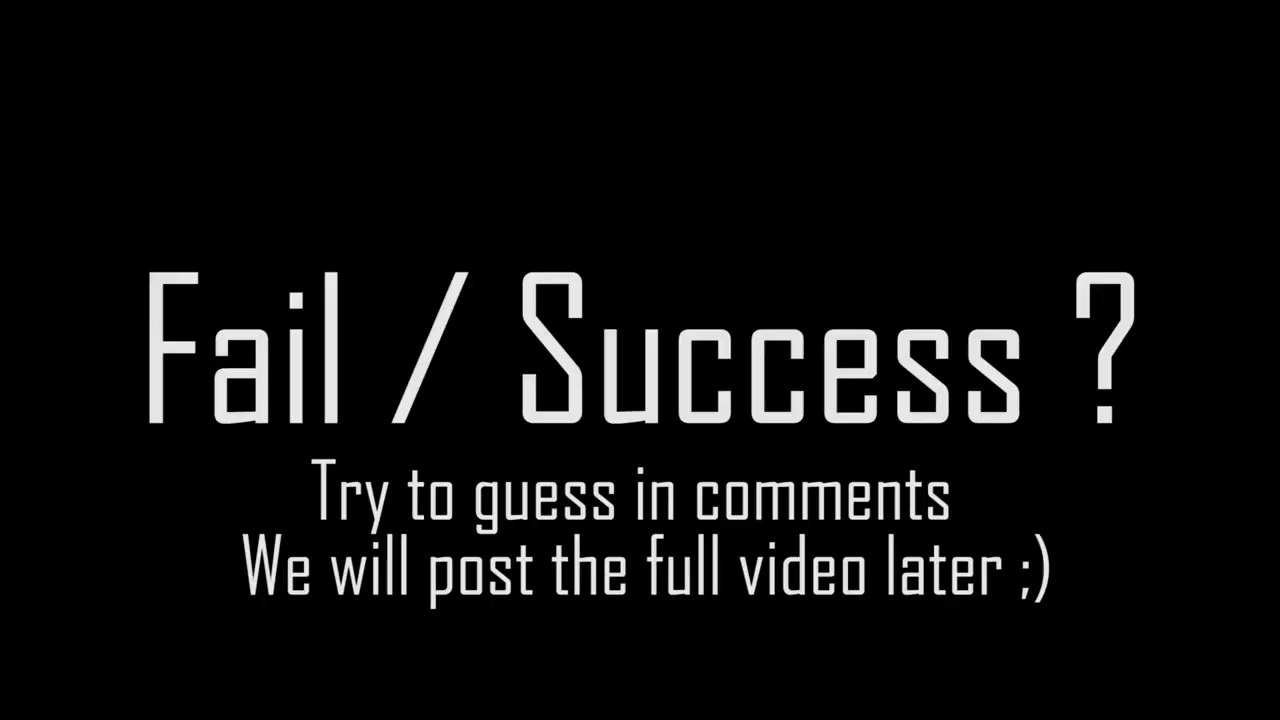 Fail / Success ?
Try to guess in comments
We will post the full video later ;)